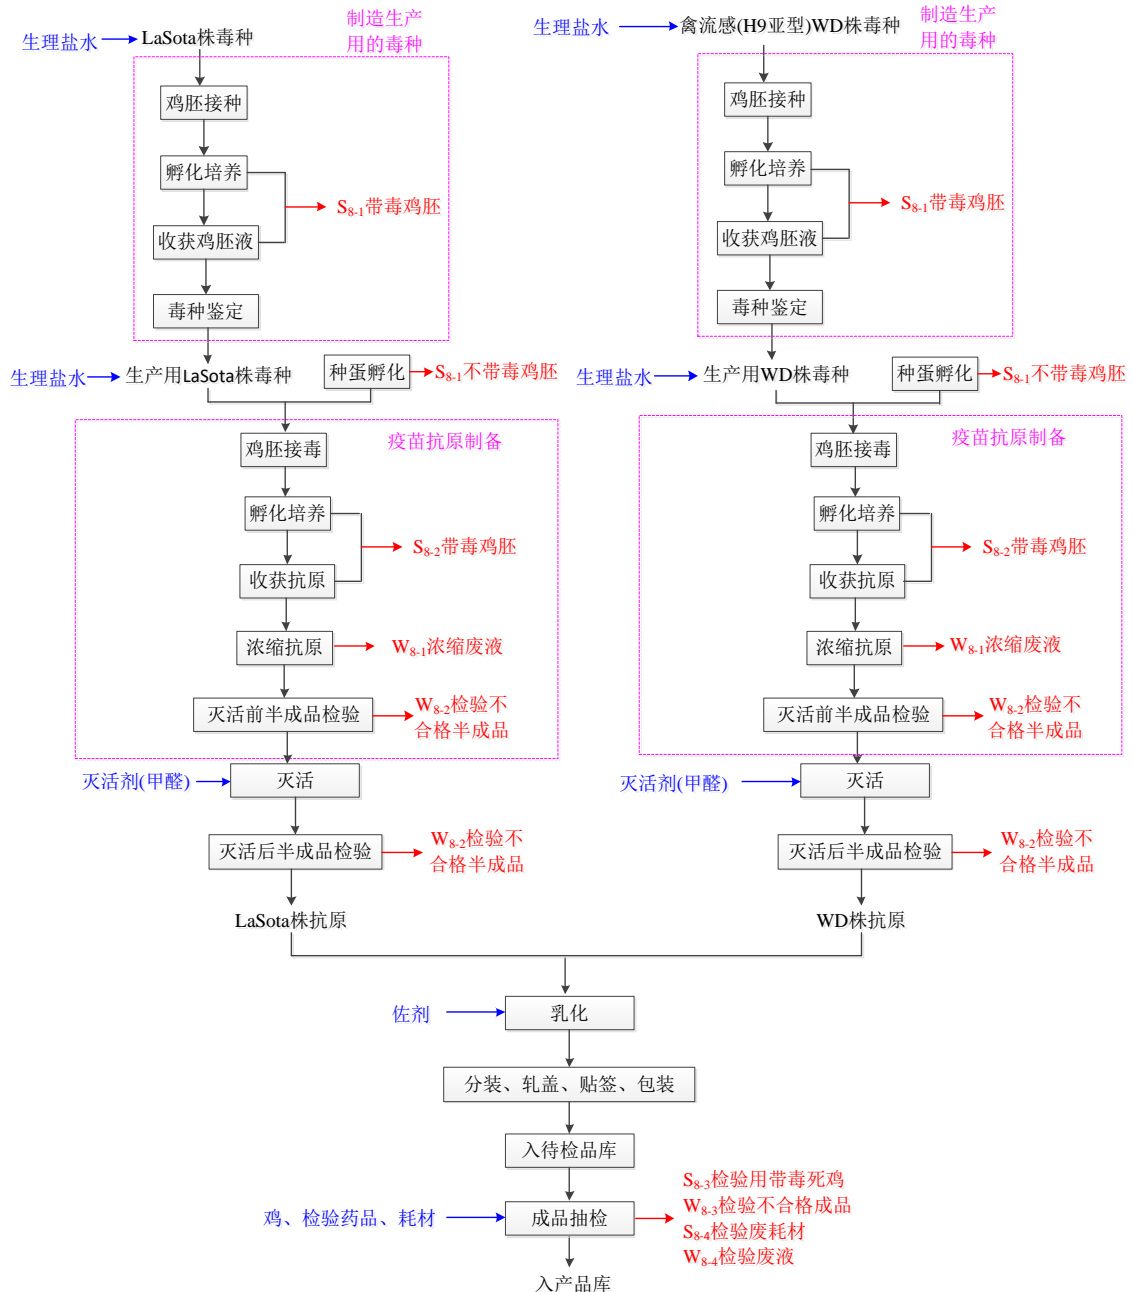 生理盐水
LaSota株毒种
制造生产
用的毒种
鸡胚接种
孵化培养
S8-1带毒鸡胚
收获鸡胚液
毒种鉴定
生理盐水
生产用LaSota株毒种
种蛋孵化
S8-1不带毒鸡胚
疫苗抗原制备
鸡胚接毒
孵化培养
S8-2带毒鸡胚
收获抗原
浓缩抗原
W8-1浓缩废液
灭活前半成品检验
W8-2检验不
合格半成品
灭活剂(甲醛)
灭活
灭活后半成品检验
W8-2检验不
合格半成品
LaSota株抗原
生理盐水
禽流感(H9亚型)WD株毒种
制造生产
用的毒种
鸡胚接种
孵化培养
S8-1带毒鸡胚
收获鸡胚液
毒种鉴定
生理盐水
生产用WD株毒种
种蛋孵化
S8-1不带毒鸡胚
疫苗抗原制备
鸡胚接毒
孵化培养
S8-2带毒鸡胚
收获抗原
浓缩抗原
W8-1浓缩废液
灭活前半成品检验
W8-2检验不
合格半成品
灭活剂(甲醛)
灭活
灭活后半成品检验
W8-2检验不
合格半成品
WD株抗原
佐剂
乳化
分装、轧盖、贴签、包装
入待检品库
鸡、检验药品、耗材
成品抽检
S8-3检验用带毒死鸡
W8-3检验不合格成品
S8-4检验废耗材
W8-4检验废液
入产品库